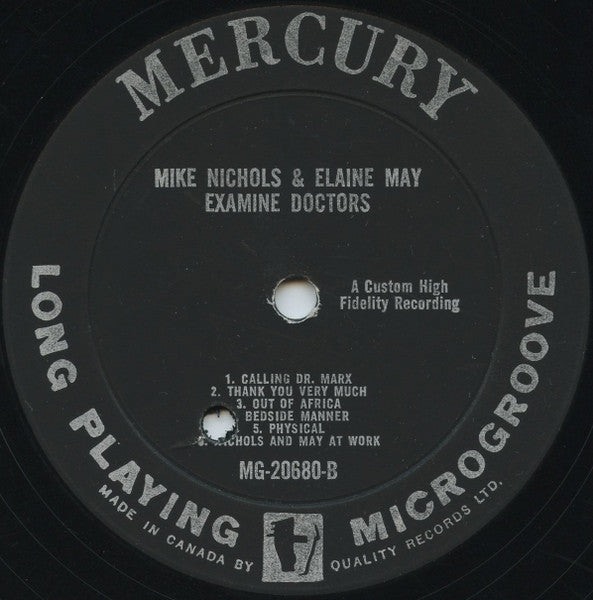 MERCURY
MIKE NICHOLS & ELAINE MAY
EXAMINE DOCTORS
A Custom High
Fidelity Recording
1. CALLING DR. MARX
2. THANK YOU VERY MUCH
3. OUT OF AFRICA
BEDSIDE MANNER
5. PHYSICAL
AND MAY AT WORK
MG-20680-B
LONG PLAYING MICROGROOVE
MADE IN CANADA BY QUALITY RECORDS LTD.